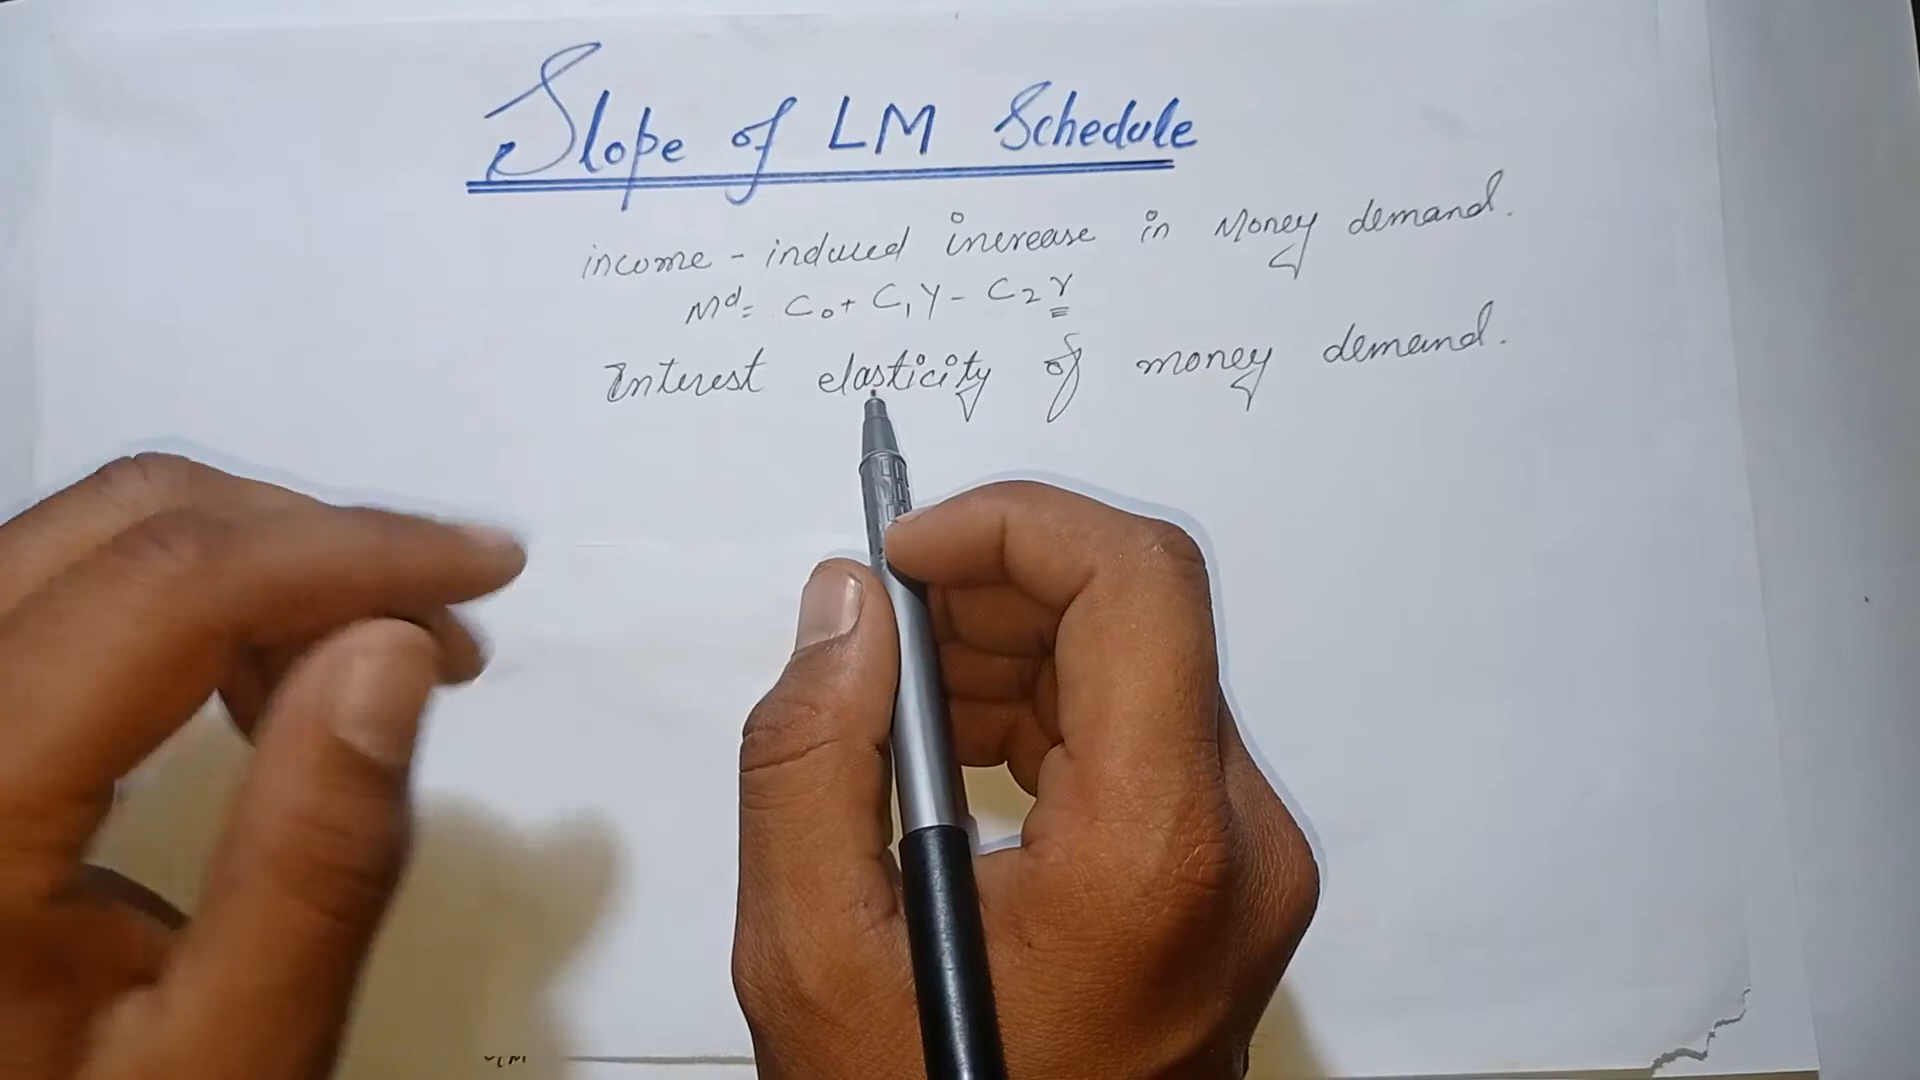 Slope of LM Schedule
income - induced increase in Money demand.
Mᵈ = C₀ + C₁Y - C₂r
Interest elasticity of money demand.
LM